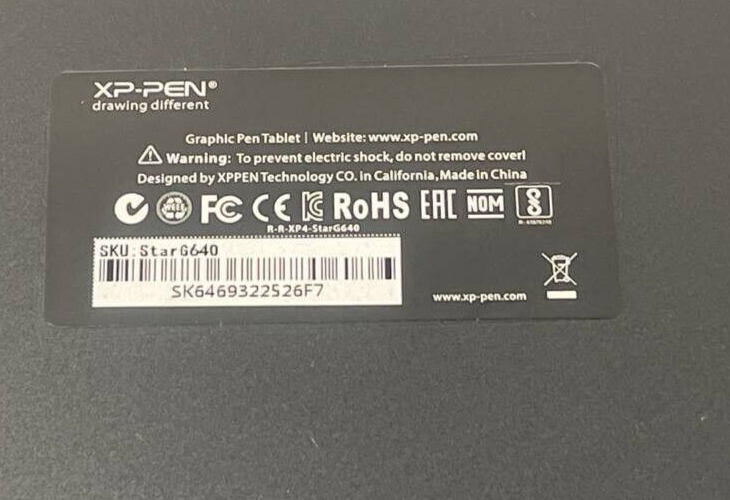 XP-PEN®
drawing different
Graphic Pen Tablet | Website: www.xp-pen.com
Warning: To prevent electric shock, do not remove cover!
Designed by XPPEN Technology CO. in California, Made in China
WEEE FC CE RoHS EAC NOM
R-R-XP4-StarG640
SKU:StarG640
SK6469322526F7
www.xp-pen.com